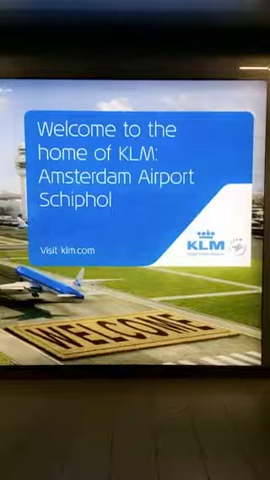 Welcome to the
home of KLM:
Amsterdam Airport
Schiphol
KLM
Visit klm.com
WELCOME